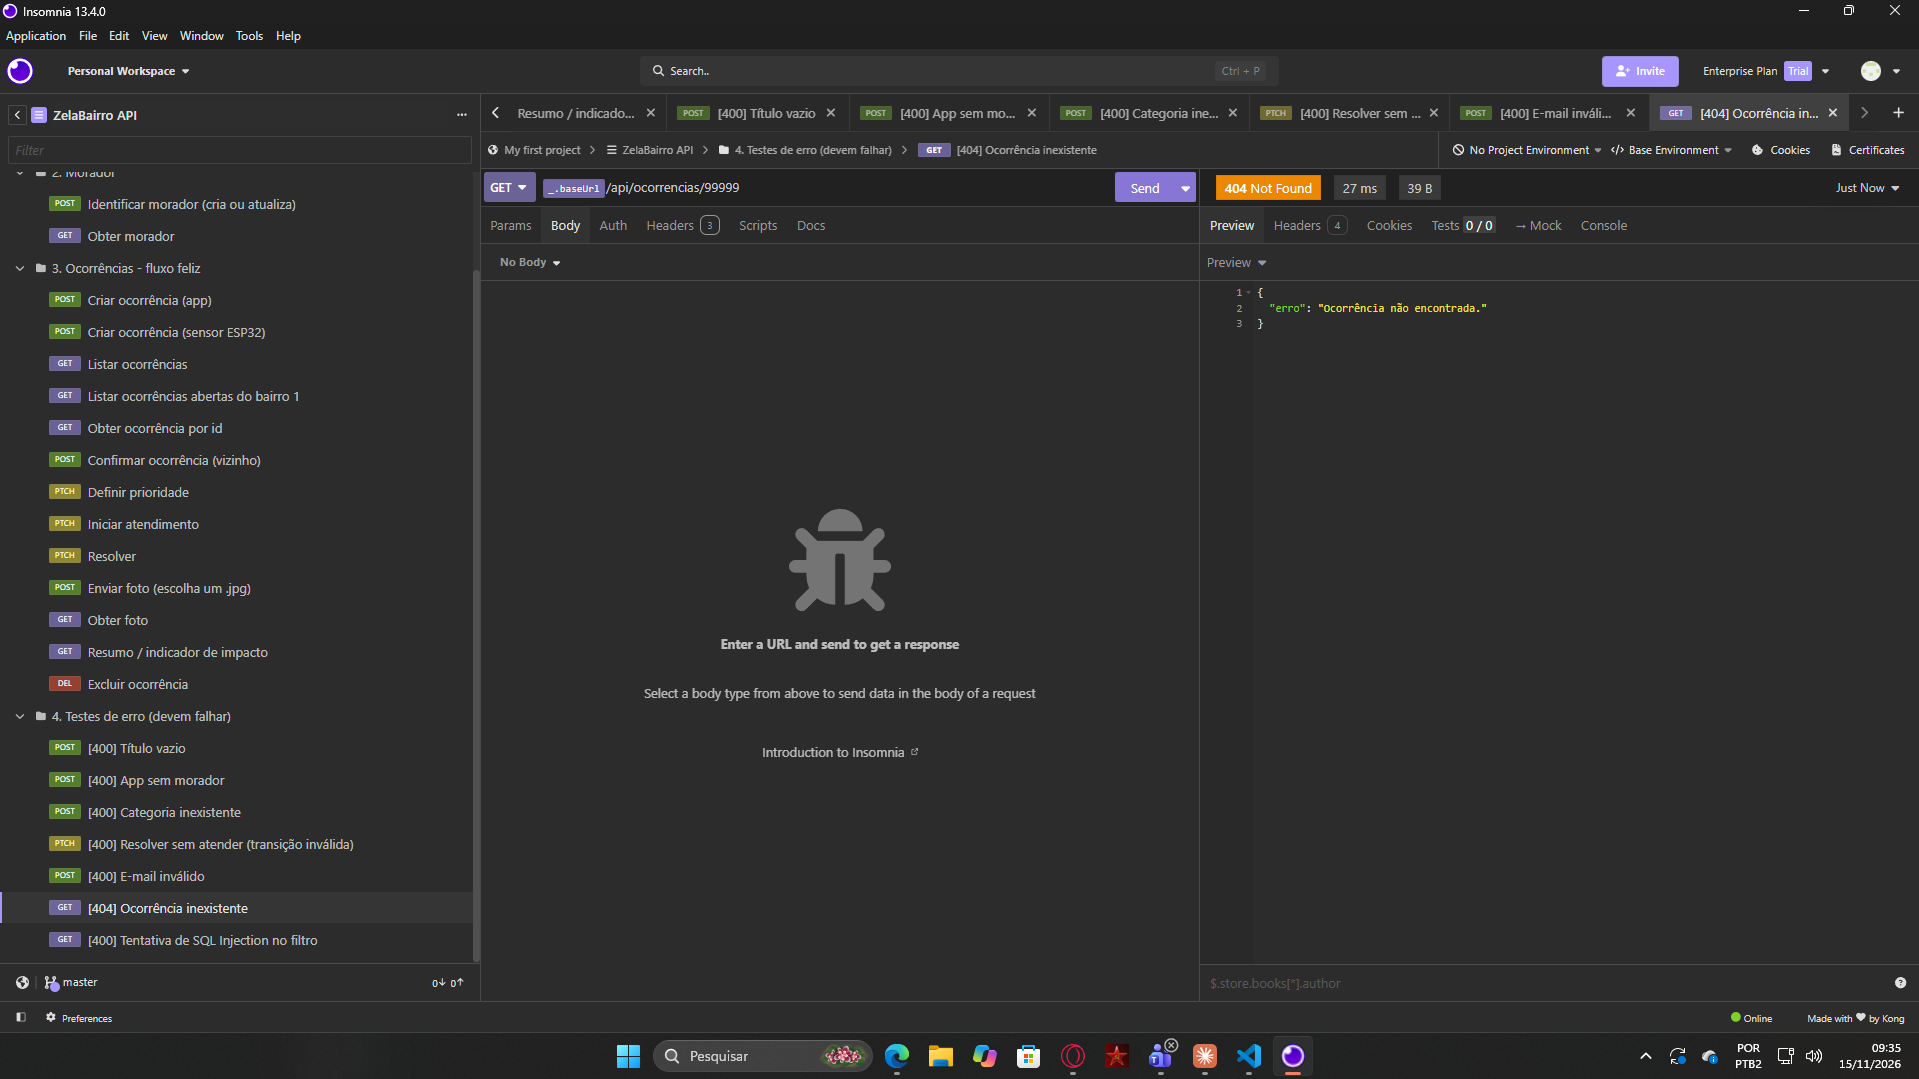 Insomnia 13.4.0
Application File Edit View Window Tools Help
Personal Workspace
Search..
Ctrl + P
Invite
Enterprise Plan Trial
ZelaBairro API
Filter
2. Morador
POST Identificar morador (cria ou atualiza)
GET Obter morador
3. Ocorrências - fluxo feliz
POST Criar ocorrência (app)
POST Criar ocorrência (sensor ESP32)
GET Listar ocorrências
GET Listar ocorrências abertas do bairro 1
GET Obter ocorrência por id
POST Confirmar ocorrência (vizinho)
PTCH Definir prioridade
PTCH Iniciar atendimento
PTCH Resolver
POST Enviar foto (escolha um .jpg)
GET Obter foto
GET Resumo / indicador de impacto
DEL Excluir ocorrência
4. Testes de erro (devem falhar)
POST [400] Título vazio
POST [400] App sem morador
POST [400] Categoria inexistente
PTCH [400] Resolver sem atender (transição inválida)
POST [400] E-mail inválido
GET [404] Ocorrência inexistente
GET [400] Tentativa de SQL Injection no filtro
master
0↓ 0↑
Preferences
Resumo / indicado...
POST [400] Título vazio
POST [400] App sem mo...
POST [400] Categoria ine...
PTCH [400] Resolver sem ...
POST [400] E-mail inváli...
GET [404] Ocorrência in...
My first project > ZelaBairro API > 4. Testes de erro (devem falhar) > GET [404] Ocorrência inexistente
No Project Environment
</> Base Environment
Cookies
Certificates
GET _.baseUrl /api/ocorrencias/99999
Send
404 Not Found
27 ms
39 B
Just Now
Params Body Auth Headers 3 Scripts Docs
No Body
Enter a URL and send to get a response
Select a body type from above to send data in the body of a request
Introduction to Insomnia
Preview Headers 4 Cookies Tests 0 / 0 → Mock Console
Preview
1 {
2 "erro": "Ocorrência não encontrada."
3 }
$.store.books[*].author
Online
Made with ♥ by Kong
Pesquisar
POR
PTB2
09:35
15/11/2026